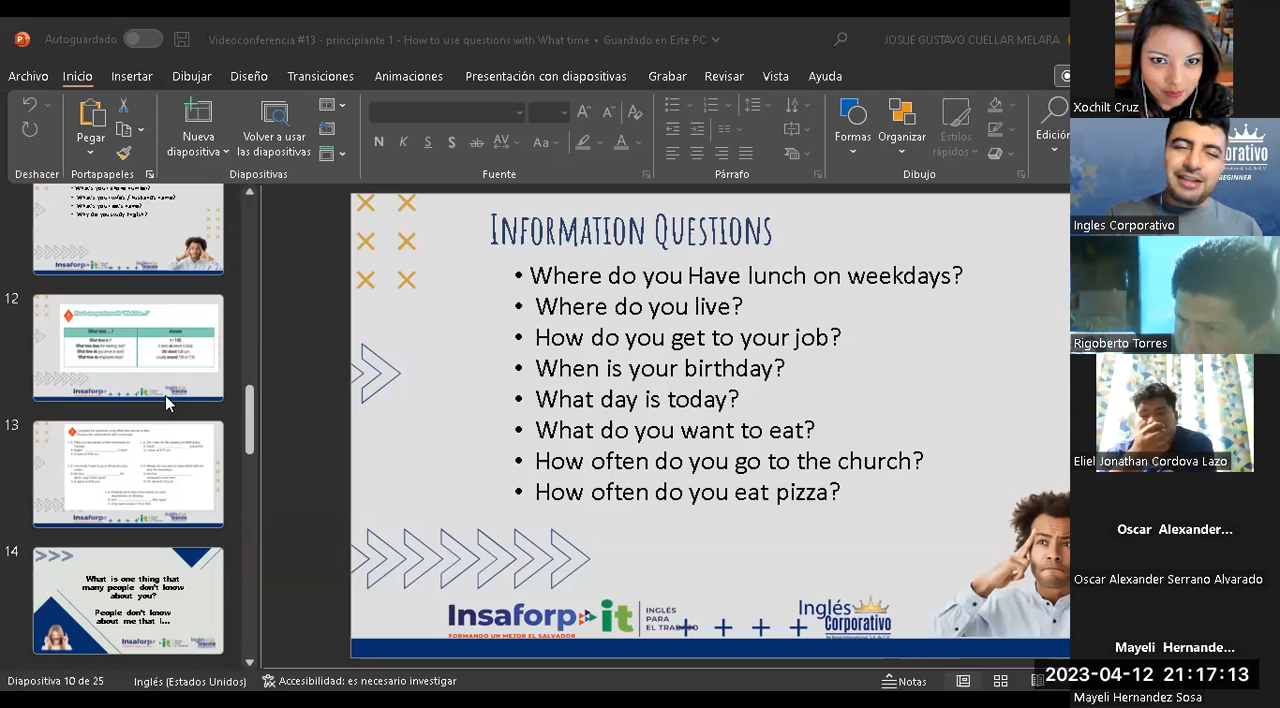 Autoguardado
Videoconferencia #13 - principiante 1 - How to use questions with What time • Guardado en Este PC
JOSUE GUSTAVO CUELLAR MELARA
Archivo Inicio Insertar Dibujar Diseño Transiciones Animaciones Presentación con diapositivas Grabar Revisar Vista Ayuda
Pegar
Nueva diapositiva
Volver a usar las diapositivas
Formas
Organizar
Estilos rápidos
Edición
Deshacer Portapapeles Diapositivas Fuente Párrafo Dibujo
INFORMATION QUESTIONS
• Where do you Have lunch on weekdays?
• Where do you live?
• How do you get to your job?
• When is your birthday?
• What day is today?
• What do you want to eat?
• How often do you go to the church?
• How often do you eat pizza?
Insaforp it
INGLÉS
PARA
EL TRABAJO
FORMANDO UN MEJOR EL SALVADOR
Inglés
Corporativo
12
13
14
What is one thing that
many people don't know
about you?
People don't know
about me that I...
Xochilt Cruz
Ingles Corporativo
Rigoberto Torres
Eliel Jonathan Cordova Lazo
Oscar Alexander...
Oscar Alexander Serrano Alvarado
Mayeli Hernande...
2023-04-12 21:17:13
Mayeli Hernandez Sosa
Diapositiva 10 de 25
Inglés (Estados Unidos)
Accesibilidad: es necesario investigar
Notas